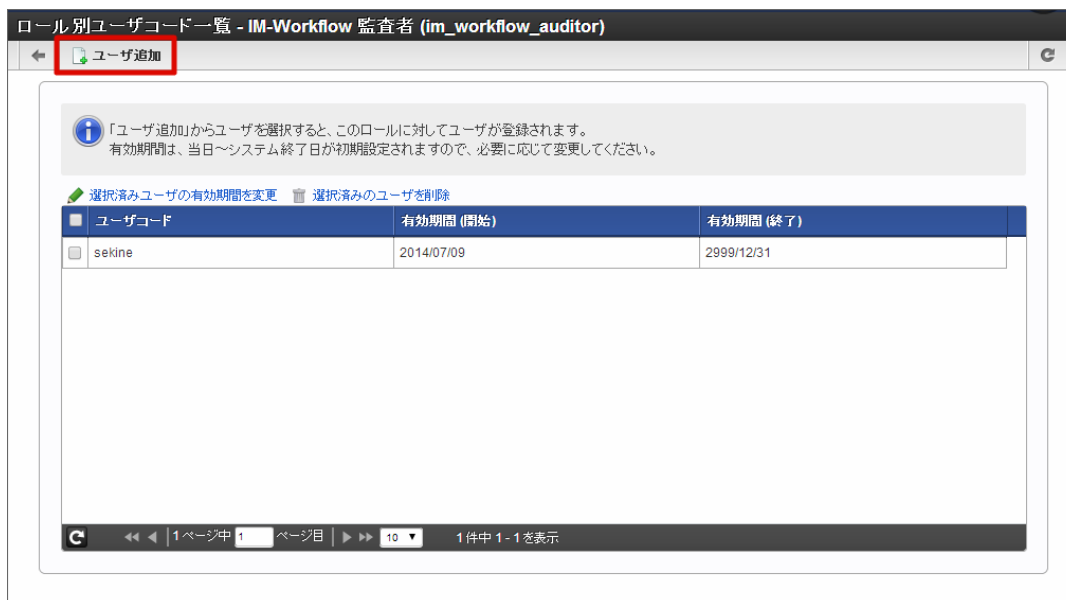 ロール別ユーザコード一覧 - IM-Workflow 監査者 (im_workflow_auditor)
ユーザ追加
「ユーザ追加」からユーザを選択すると、このロールに対してユーザが登録されます。
有効期間は、当日～システム終了日が初期設定されますので、必要に応じて変更してください。
選択済みユーザの有効期間を変更 選択済みのユーザを削除
ユーザコード 有効期間 (開始) 有効期間 (終了)
sekine 2014/07/09 2999/12/31
1 ページ中 1 ページ目 10 1 件中 1 - 1 を表示